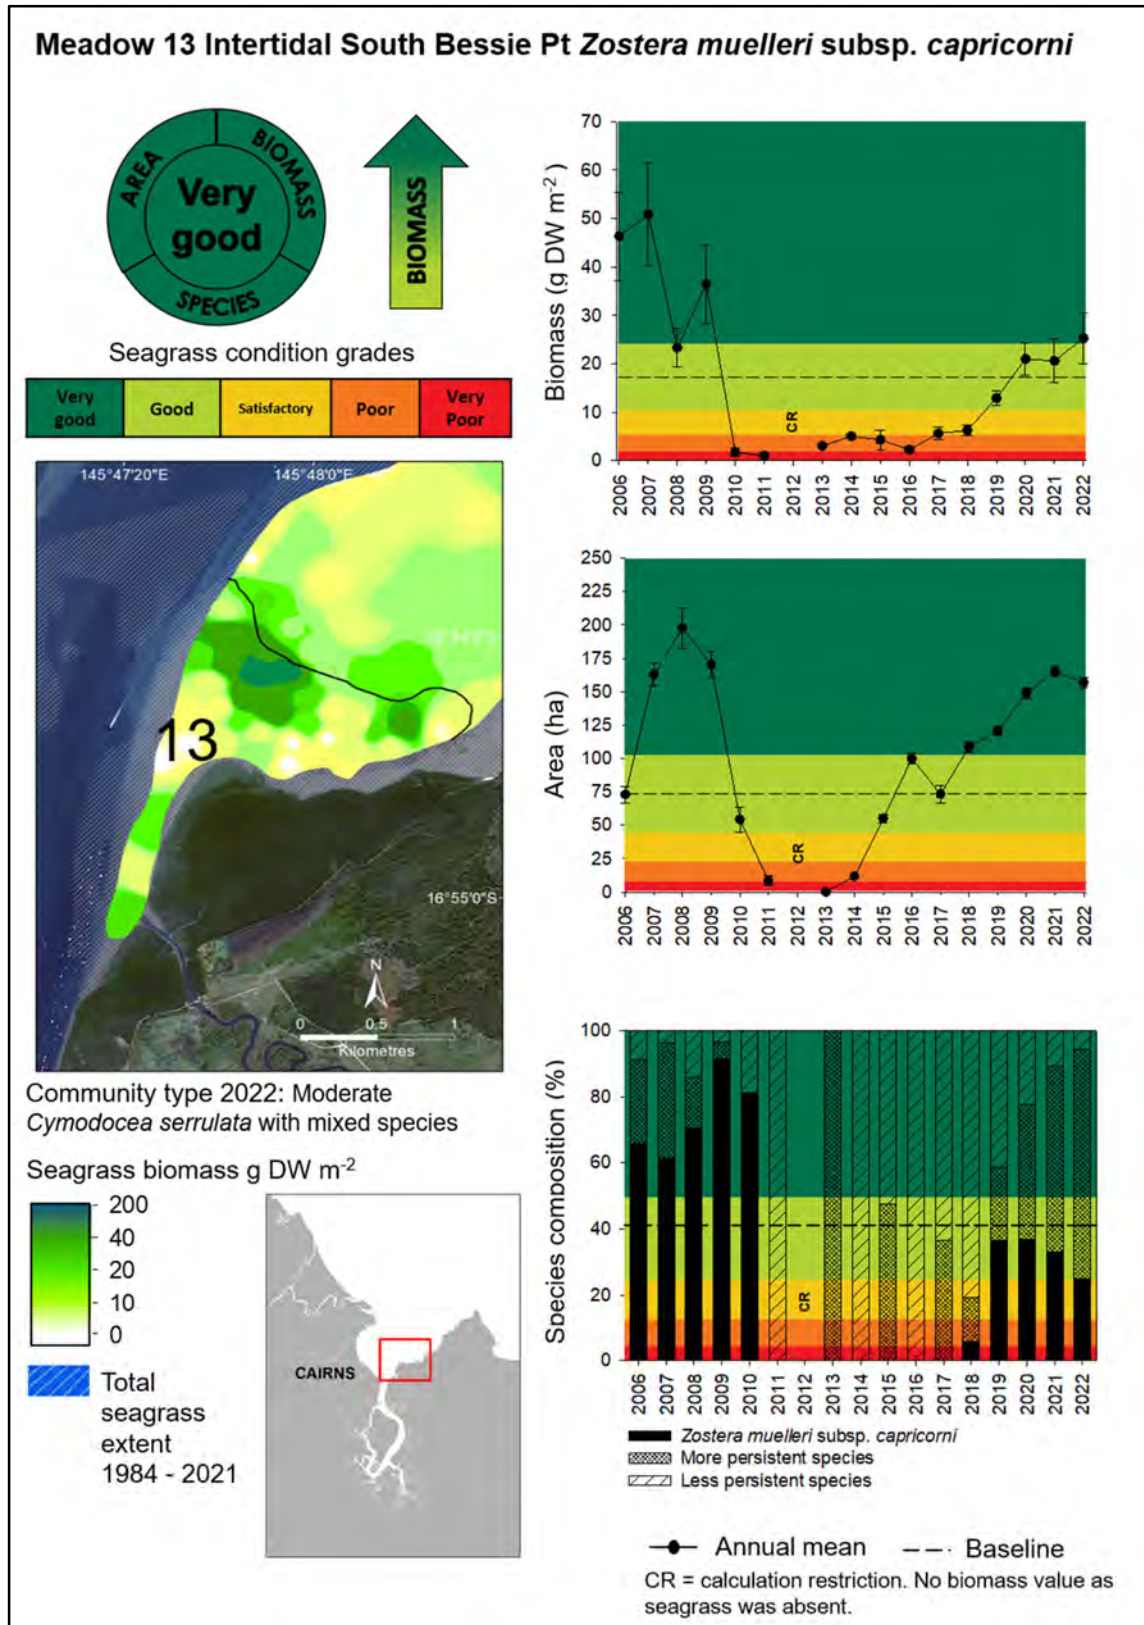 Meadow 13 Intertidal South Bessie Pt Zostera muelleri subsp. capricorni
AREA
BIOMASS
SPECIES
Very
good
BIOMASS
Seagrass condition grades
Very
good
Good
Satisfactory
Poor
Very
Poor
145°47'20"E
145°48'0"E
13
16°55'0"S
N
0 0.5 1
Kilometres
Community type 2022: Moderate
Cymodocea serrulata with mixed species
Seagrass biomass g DW m-2
200
40
20
10
0
Total
seagrass
extent
1984 - 2021
CAIRNS
Biomass (g DW m-2)
70
60
50
40
30
20
10
0
CR
2006 2007 2008 2009 2010 2011 2012 2013 2014 2015 2016 2017 2018 2019 2020 2021 2022
Area (ha)
250
225
200
175
150
125
100
75
50
25
0
CR
2006 2007 2008 2009 2010 2011 2012 2013 2014 2015 2016 2017 2018 2019 2020 2021 2022
Species composition (%)
100
80
60
40
20
0
CR
2006 2007 2008 2009 2010 2011 2012 2013 2014 2015 2016 2017 2018 2019 2020 2021 2022
Zostera muelleri subsp. capricorni
More persistent species
Less persistent species
Annual mean
Baseline
CR = calculation restriction. No biomass value as
seagrass was absent.